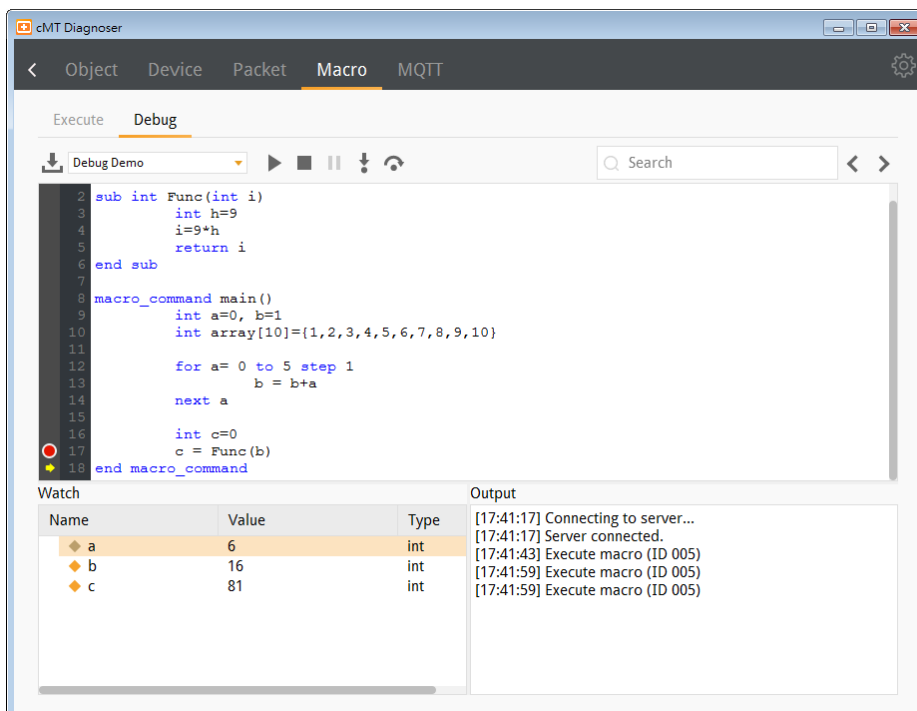 cMT Diagnoser
Object Device Packet Macro MQTT
Execute Debug
Debug Demo Search
2 sub int Func(int i)
3 int h=9
4 i=9*h
5 return i
6 end sub
7
8 macro_command main()
9 int a=0, b=1
10 int array[10]={1,2,3,4,5,6,7,8,9,10}
11
12 for a= 0 to 5 step 1
13 b = b+a
14 next a
15
16 int c=0
17 c = Func(b)
18 end macro_command
Watch
Name Value Type
a 6 int
b 16 int
c 81 int
Output
[17:41:17] Connecting to server...
[17:41:17] Server connected.
[17:41:43] Execute macro (ID 005)
[17:41:59] Execute macro (ID 005)
[17:41:59] Execute macro (ID 005)